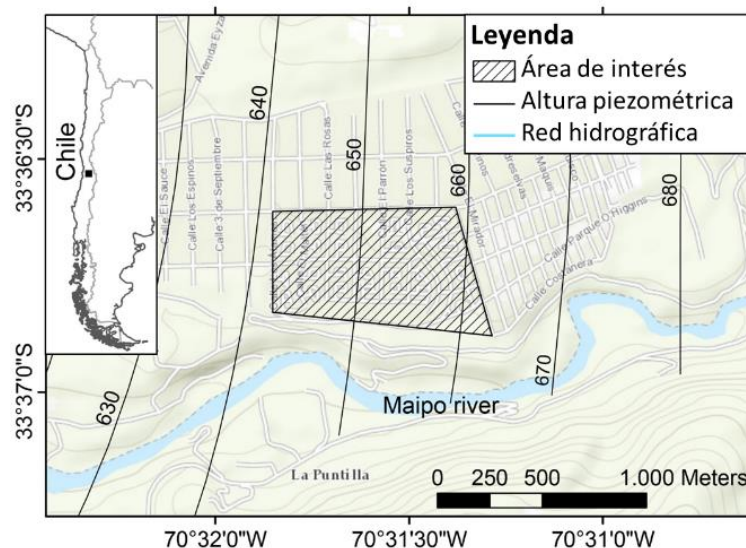 Leyenda
Área de interés
Altura piezométrica
Red hidrográfica
Chile
33°36'30"S
33°37'0"S
Avenida Eyza
640
650
660
680
Calle El Sauce
Calle Los Espinos
Calle 3 de Septiembre
Calle Las Rosas
Calle El Parrón
Calle Los Suspiros
El Mirador
Calle Parque O Higgins
Calle Costanera
670
630
Maipo river
La Puntilla
0 250 500 1.000 Meters
70°32'0"W 70°31'30"W 70°31'0"W